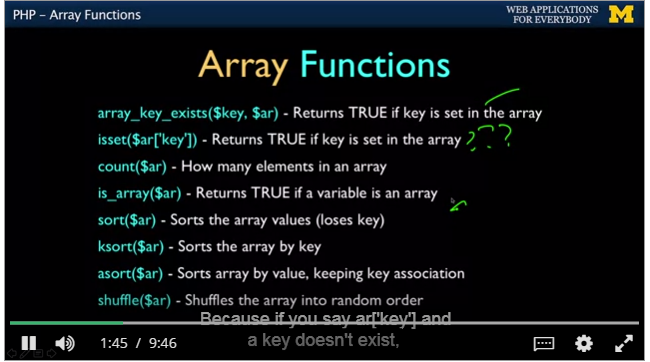 PHP – Array Functions
WEB APPLICATIONS
FOR EVERYBODY
M
Array Functions
array_key_exists($key, $ar) - Returns TRUE if key is set in the array
isset($ar['key']) - Returns TRUE if key is set in the array ???
count($ar) - How many elements in an array
is_array($ar) - Returns TRUE if a variable is an array
sort($ar) - Sorts the array values (loses key)
ksort($ar) - Sorts the array by key
asort($ar) - Sorts array by value, keeping key association
shuffle($ar) - Shuffles the array into random order
Because if you say ar['key'] and
a key doesn't exist,
1:45 / 9:46